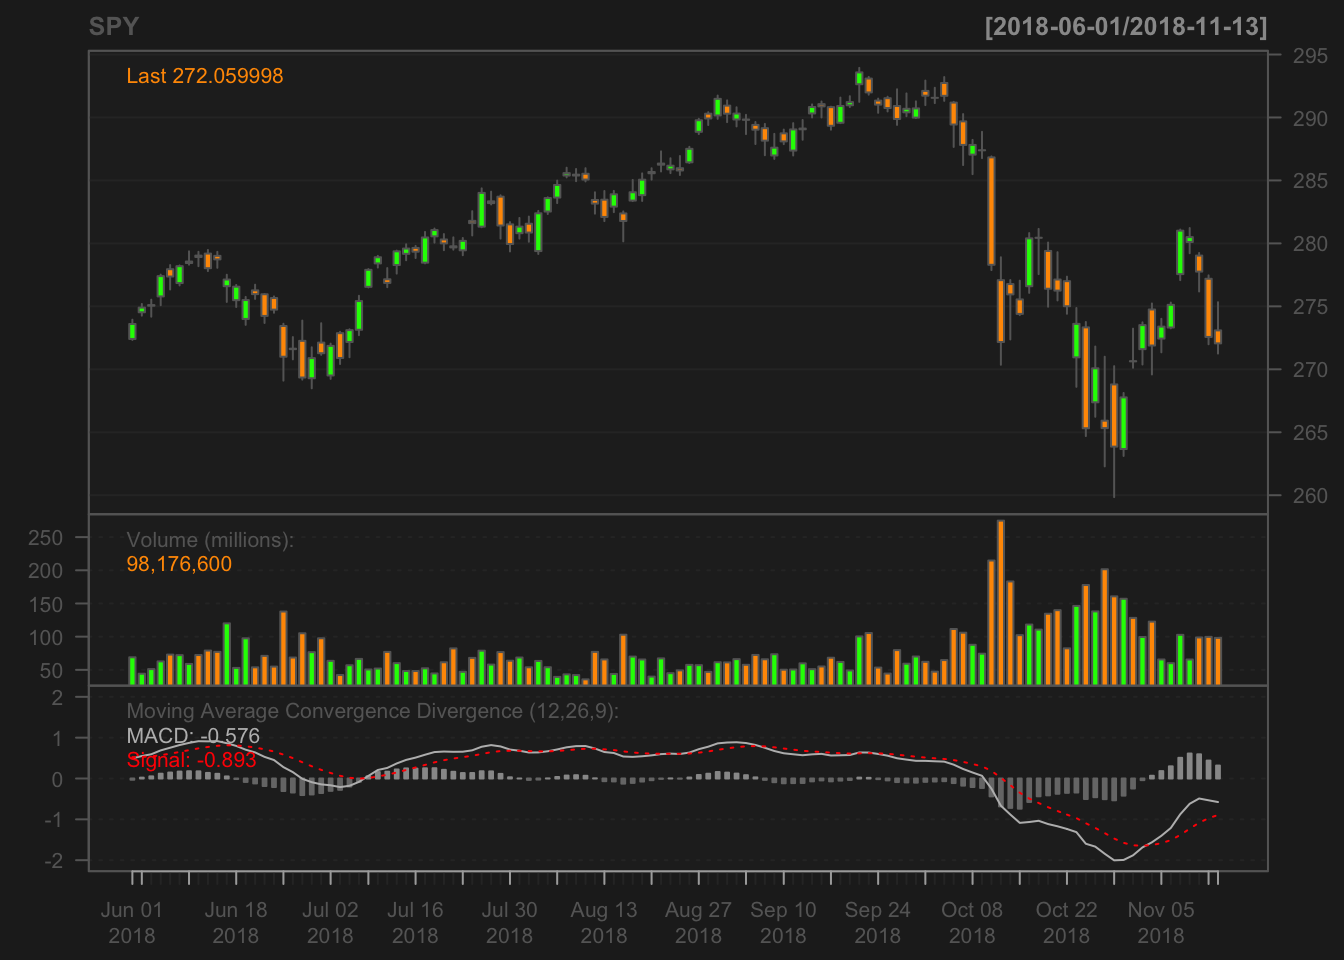 SPY
[2018-06-01/2018-11-13]
Last 272.059998
295
290
285
280
275
270
265
260
Volume (millions):
98,176,600
250
200
150
100
50
Moving Average Convergence Divergence (12,26,9):
MACD: -0.576
Signal: -0.893
2
1
0
-1
-2
Jun 01 2018
Jun 18 2018
Jul 02 2018
Jul 16 2018
Jul 30 2018
Aug 13 2018
Aug 27 2018
Sep 10 2018
Sep 24 2018
Oct 08 2018
Oct 22 2018
Nov 05 2018